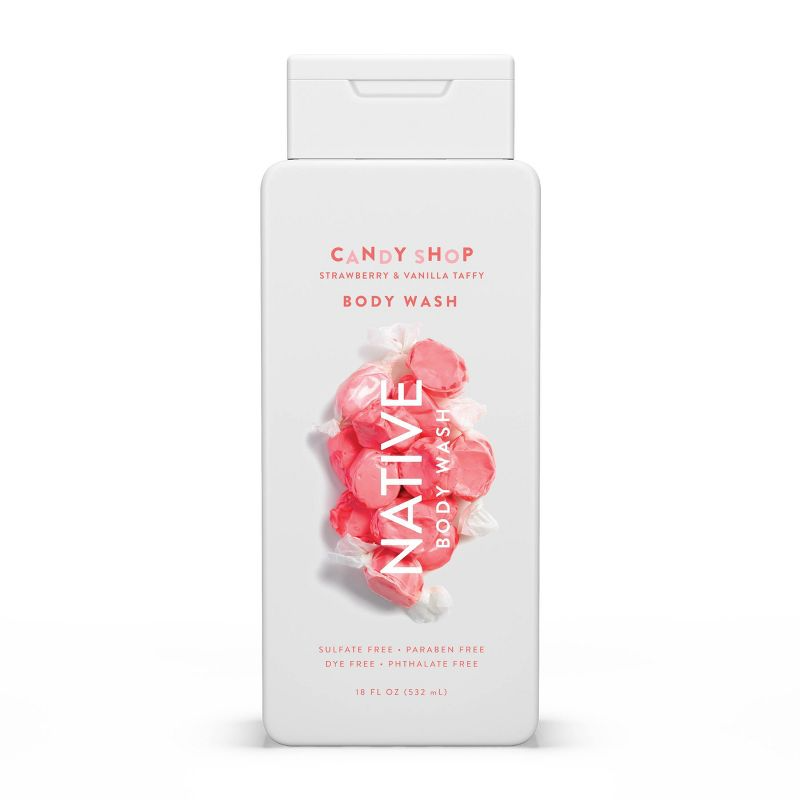 CANDY SHOP
STRAWBERRY & VANILLA TAFFY
BODY WASH
NATIVE
BODY WASH
SULFATE FREE • PARABEN FREE
DYE FREE • PHTHALATE FREE
18 FL OZ (532 mL)